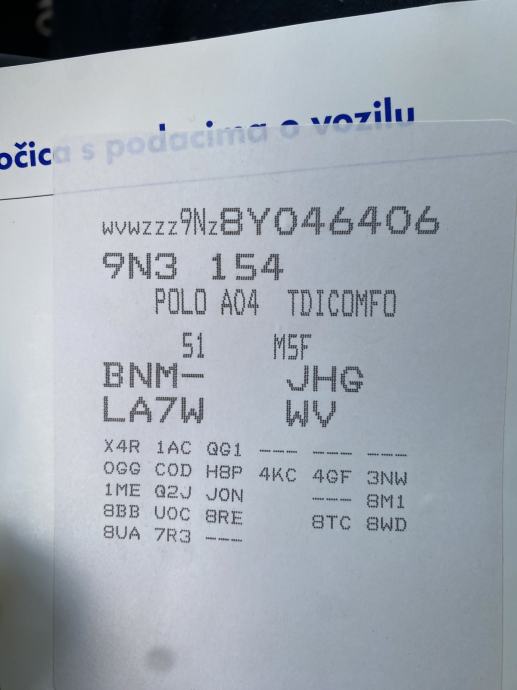 očica s podacima o vozilu
WVWZZZ9NZ8Y046406
9N3 154
POLO A04 TDICOMFO
51 M5F
BNM- JHG
LA7W WV
X4R 1AC QG1 --- --- ---
0GG C0D H8P 4KC 4GF 3NW
1ME Q2J J0N --- 8M1
8BB U0C 8RE 8TC 8WD
8UA 7R3 ---